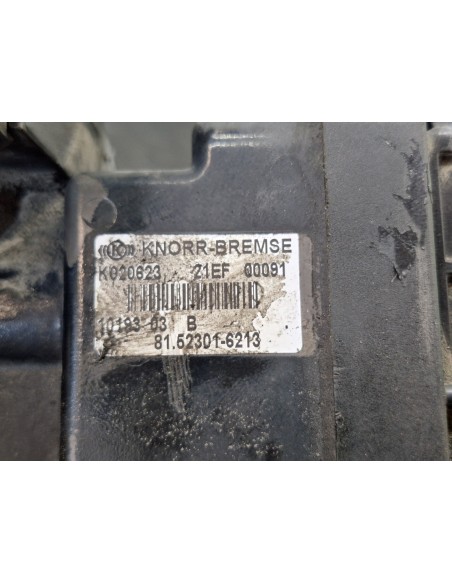 KNORR-BREMSE
K020623 21EF 00091
10193 03 B
81.52301-6213